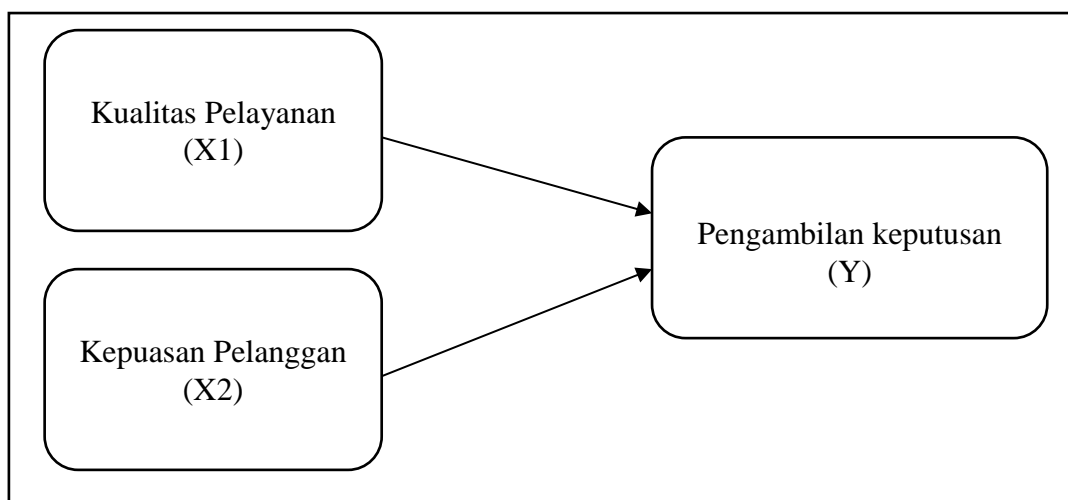 Kualitas Pelayanan
(X1)
Pengambilan keputusan
(Y)
Kepuasan Pelanggan
(X2)